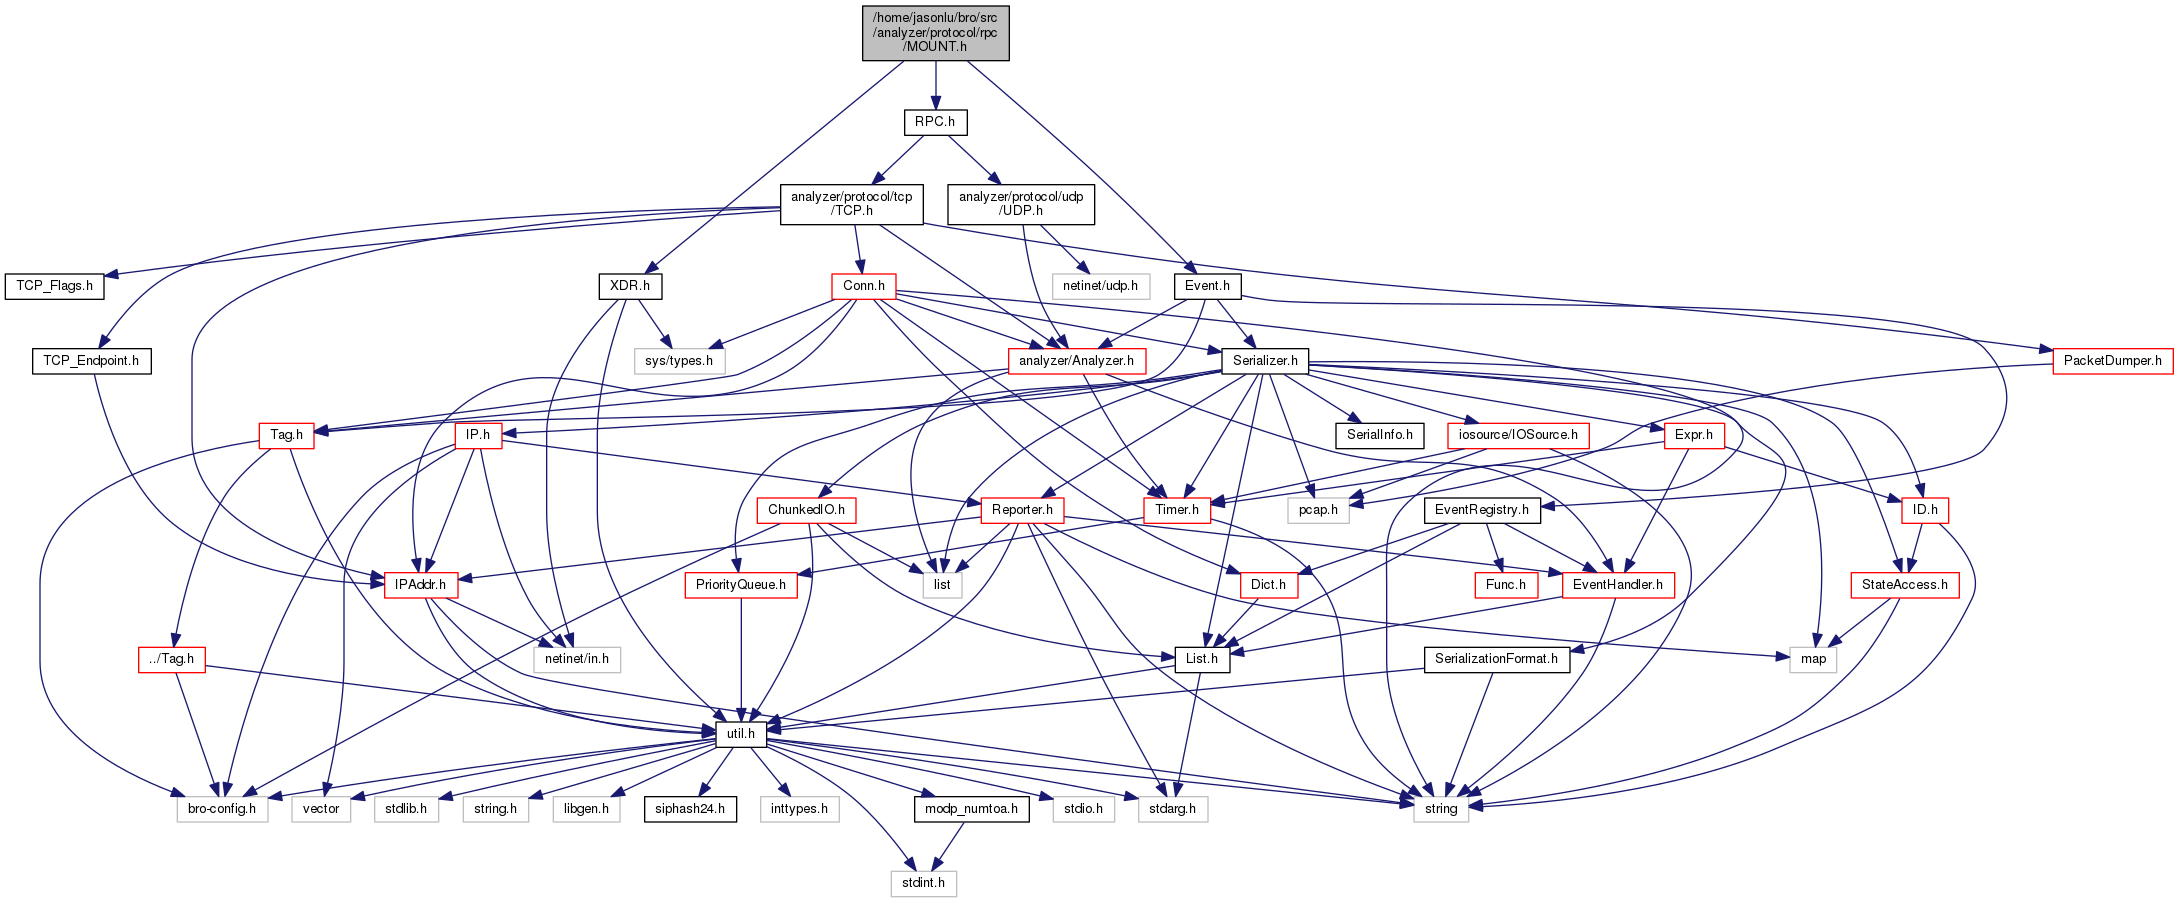 /home/jasonlu/bro/src
/analyzer/protocol/rpc
/MOUNT.h
RPC.h
analyzer/protocol/tcp
/TCP.h
analyzer/protocol/udp
/UDP.h
TCP_Flags.h
XDR.h
Conn.h
netinet/udp.h
Event.h
TCP_Endpoint.h
sys/types.h
analyzer/Analyzer.h
Serializer.h
PacketDumper.h
Tag.h
IP.h
SerialInfo.h
iosource/IOSource.h
Expr.h
ChunkedIO.h
Reporter.h
Timer.h
pcap.h
EventRegistry.h
ID.h
IPAddr.h
PriorityQueue.h
list
Dict.h
Func.h
EventHandler.h
StateAccess.h
../Tag.h
netinet/in.h
List.h
SerializationFormat.h
map
util.h
bro-config.h
vector
stdlib.h
string.h
libgen.h
siphash24.h
inttypes.h
modp_numtoa.h
stdio.h
stdarg.h
string
stdint.h